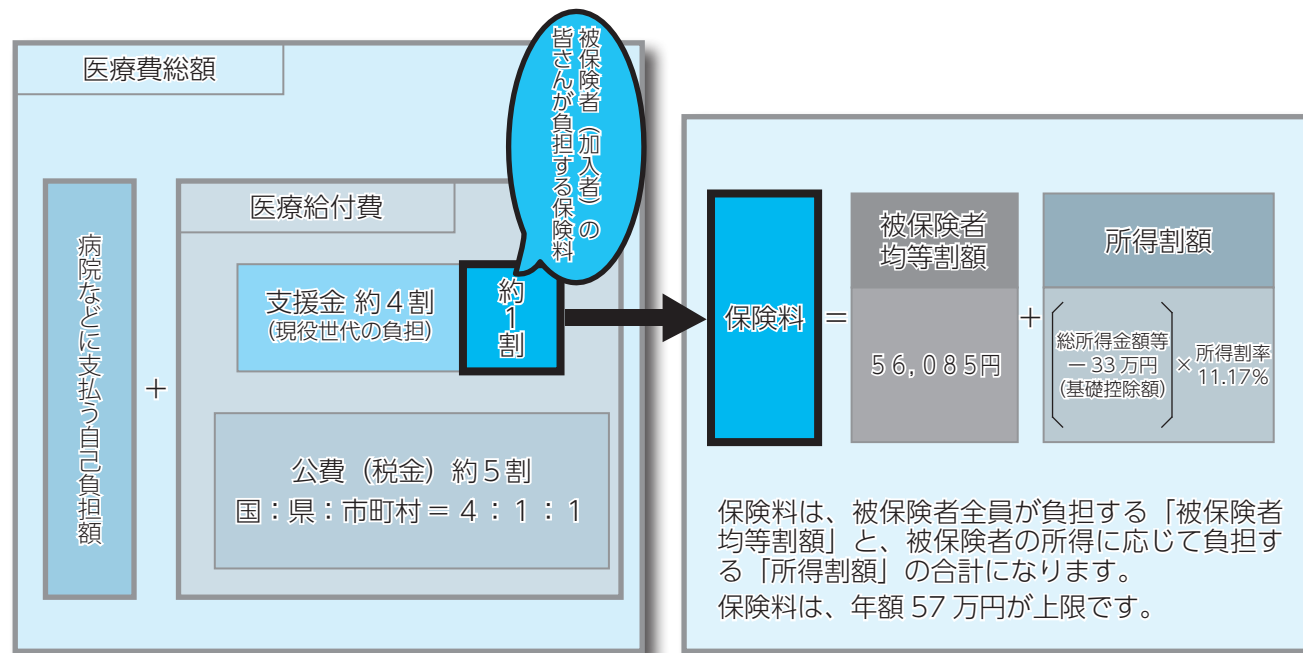 医療費総額
被保険者（加入者）の
皆さんが負担する保険料
病院などに支払う自己負担額
＋
医療給付費
支援金 約４割
(現役世代の負担)
約１割
公費（税金）約５割
国：県：市町村＝４：１：１
保険料
＝
被保険者
均等割額
５６,０８５円
＋
所得割額
総所得金額等
－33 万円
(基礎控除額)
×
所得割率
11.17%
保険料は、被保険者全員が負担する「被保険者
均等割額」と、被保険者の所得に応じて負担す
る「所得割額」の合計になります。
保険料は、年額 57 万円が上限です。